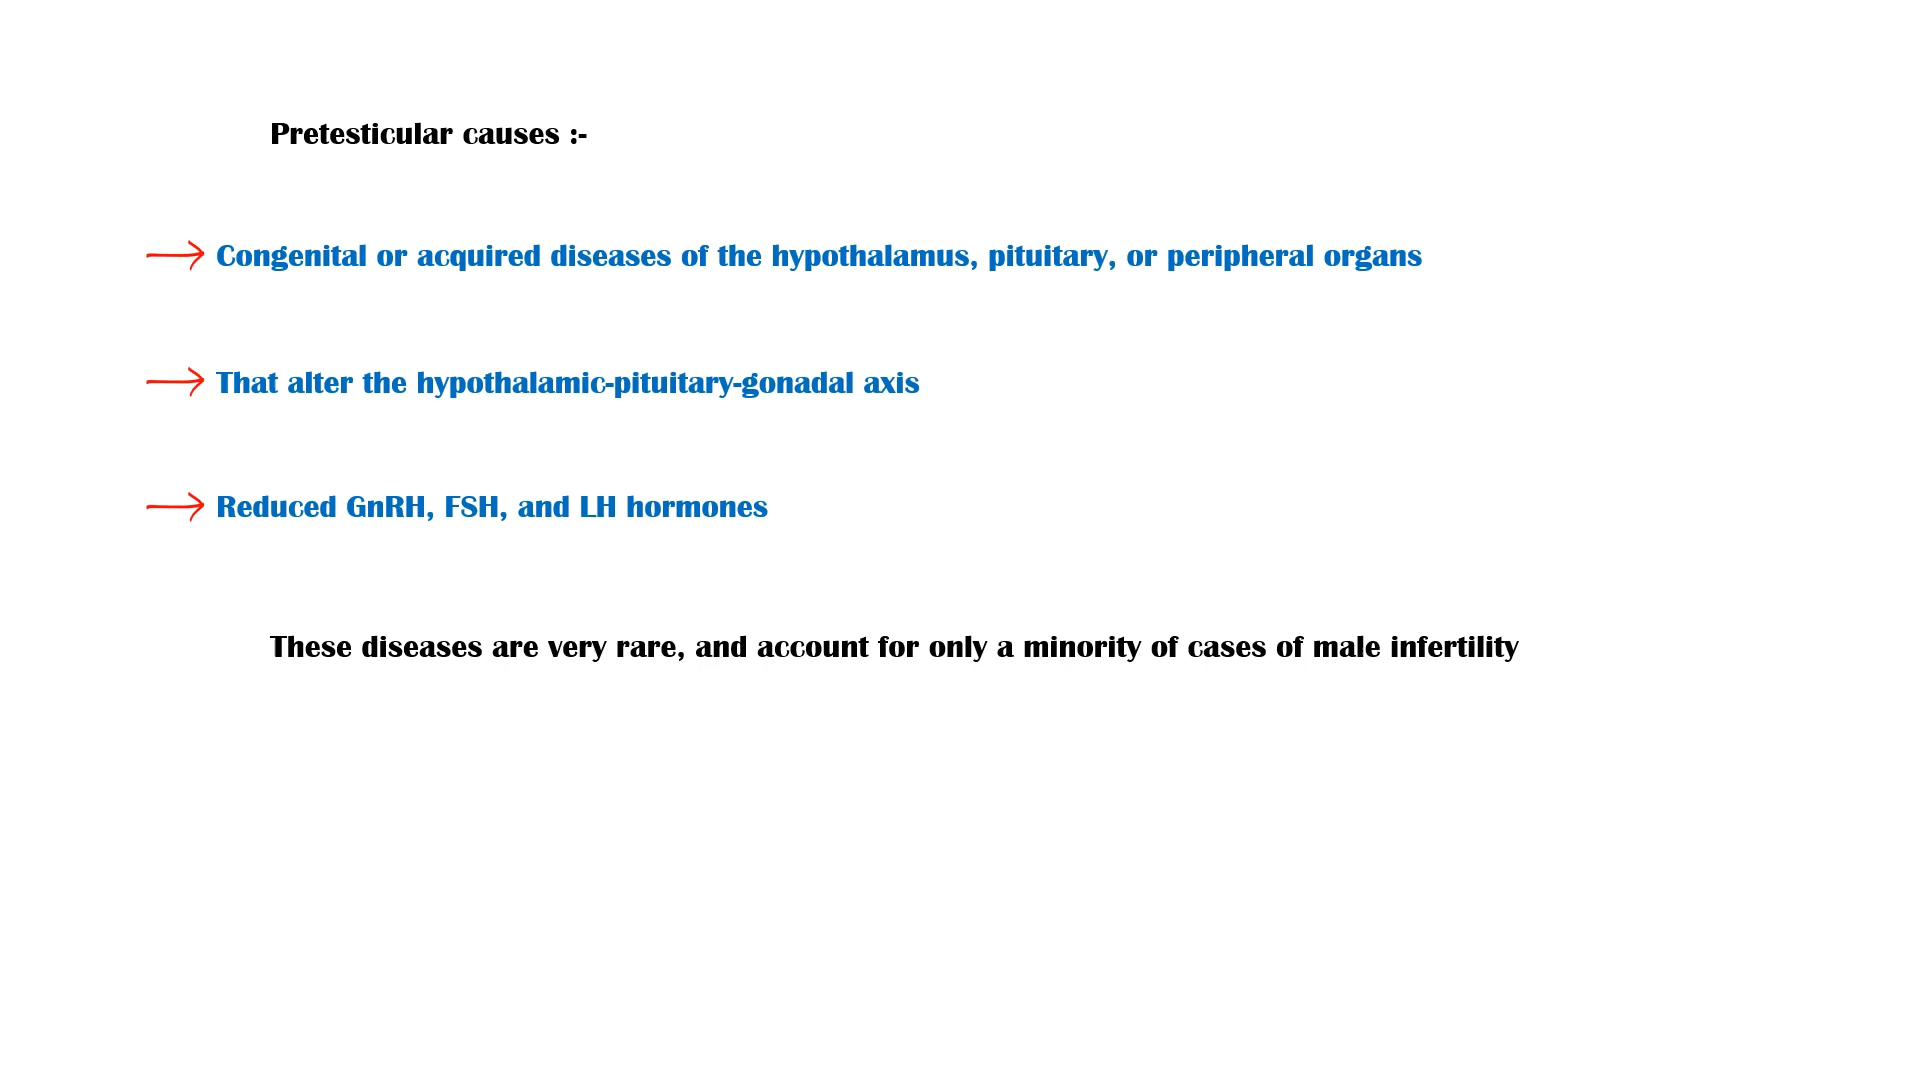 Pretesticular causes :-
Congenital or acquired diseases of the hypothalamus, pituitary, or peripheral organs
That alter the hypothalamic-pituitary-gonadal axis
Reduced GnRH, FSH, and LH hormones
These diseases are very rare, and account for only a minority of cases of male infertility